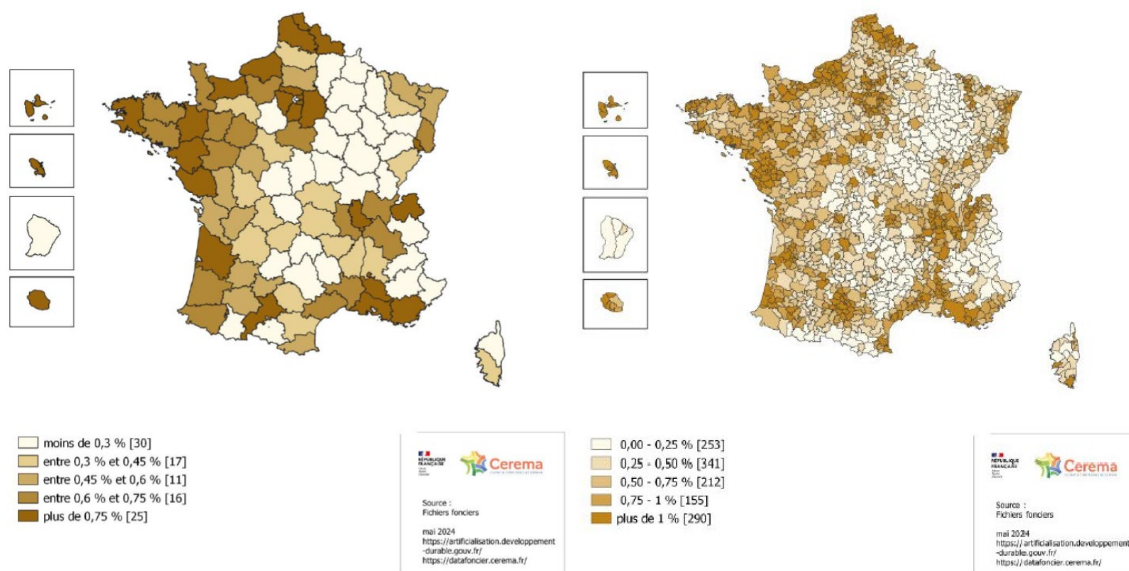 moins de 0,3 % [30]
entre 0,3 % et 0,45 % [17]
entre 0,45 % et 0,6 % [11]
entre 0,6 % et 0,75 % [16]
plus de 0,75 % [25]
RÉPUBLIQUE
FRANÇAISE
Cerema
Source :
Fichiers fonciers
mai 2024
https://artificialisation.developpement
-durable.gouv.fr/
https://datafoncier.cerema.fr/
0,00 - 0,25 % [253]
0,25 - 0,50 % [341]
0,50 - 0,75 % [212]
0,75 - 1 % [155]
plus de 1 % [290]
RÉPUBLIQUE
FRANÇAISE
Cerema
Source :
Fichiers fonciers
mai 2024
https://artificialisation.developpement
-durable.gouv.fr/
https://datafoncier.cerema.fr/